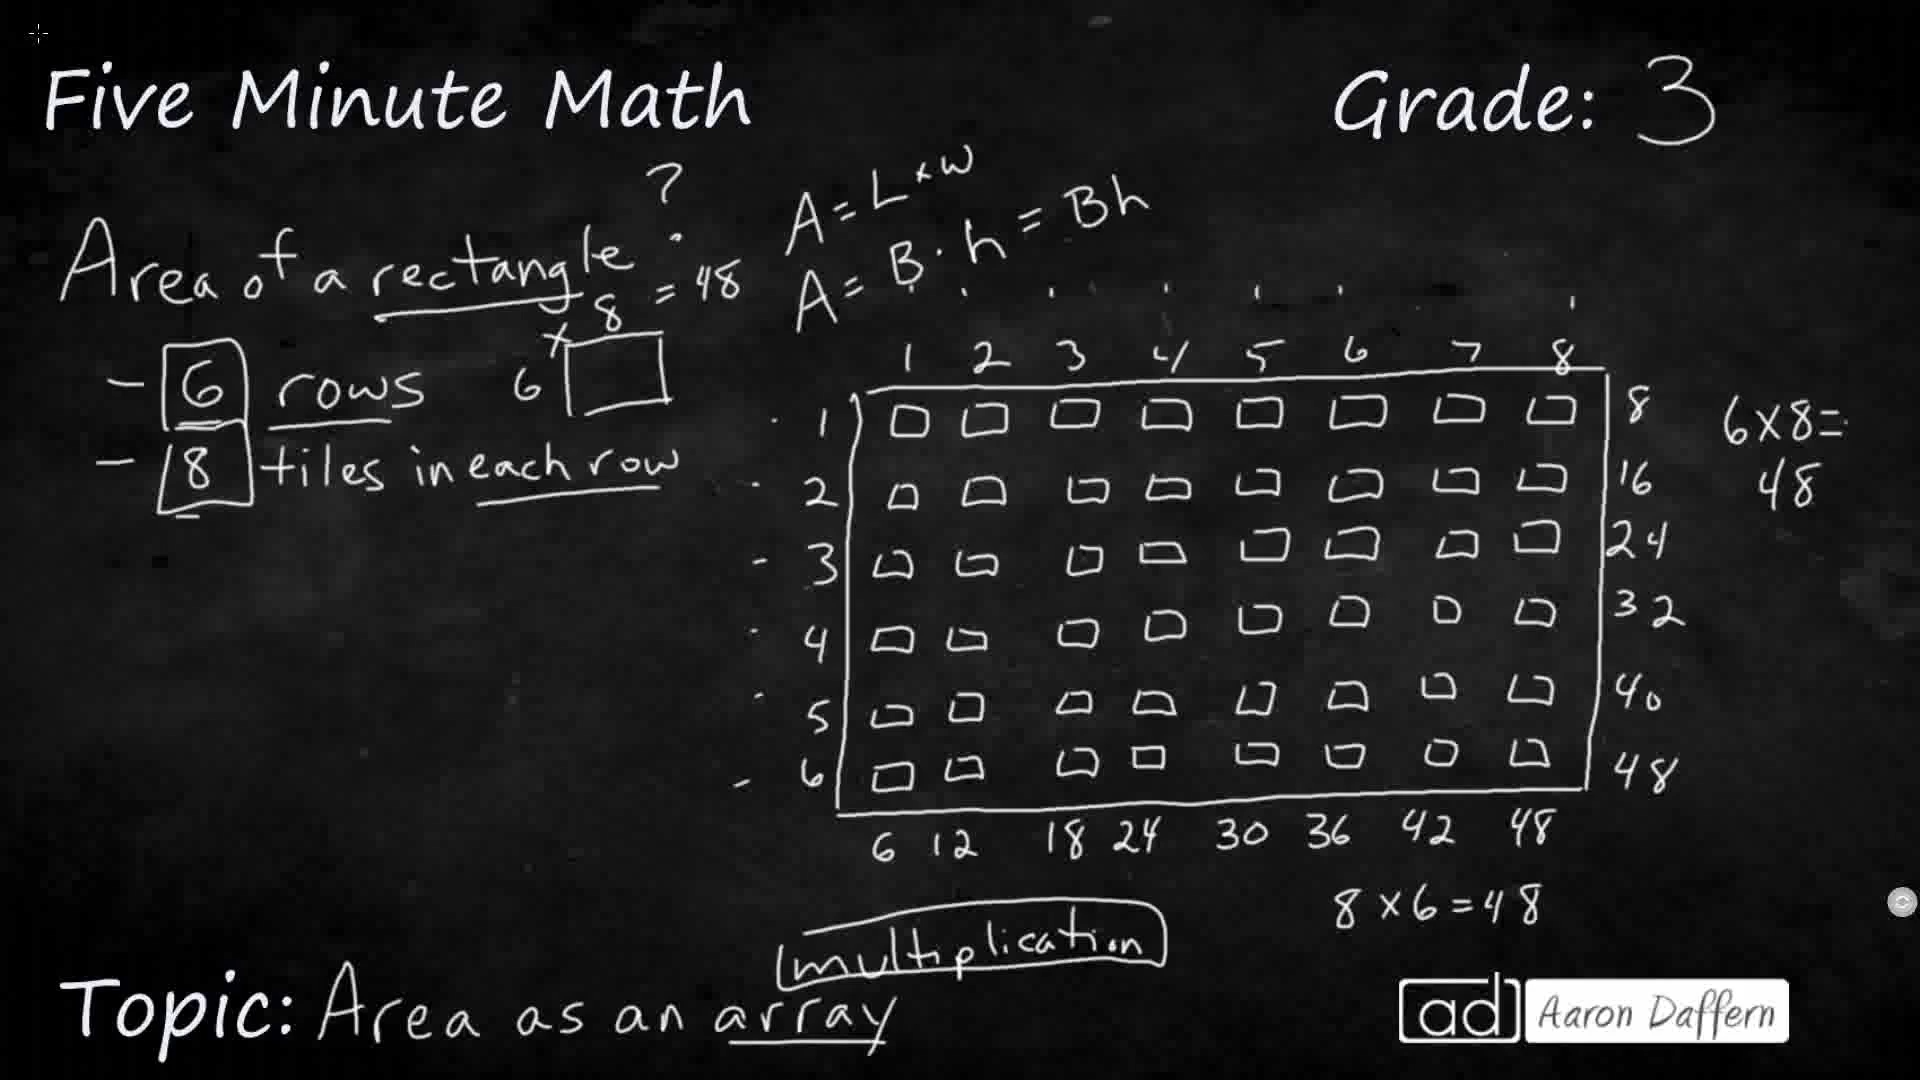 Five Minute Math
Grade: 3
Area of a rectangle ?
- 6 rows
- 8 tiles in each row
6 x 8 = 48
A = L x w
A = B · h = Bh
1 2 3 4 5 6 7 8
1 8
2 16
3 24
4 32
5 40
6 48
6 12 18 24 30 36 42 48
6x8=
48
8 x 6 = 48
multiplication
Topic: Area as an array
ad Aaron Daffern